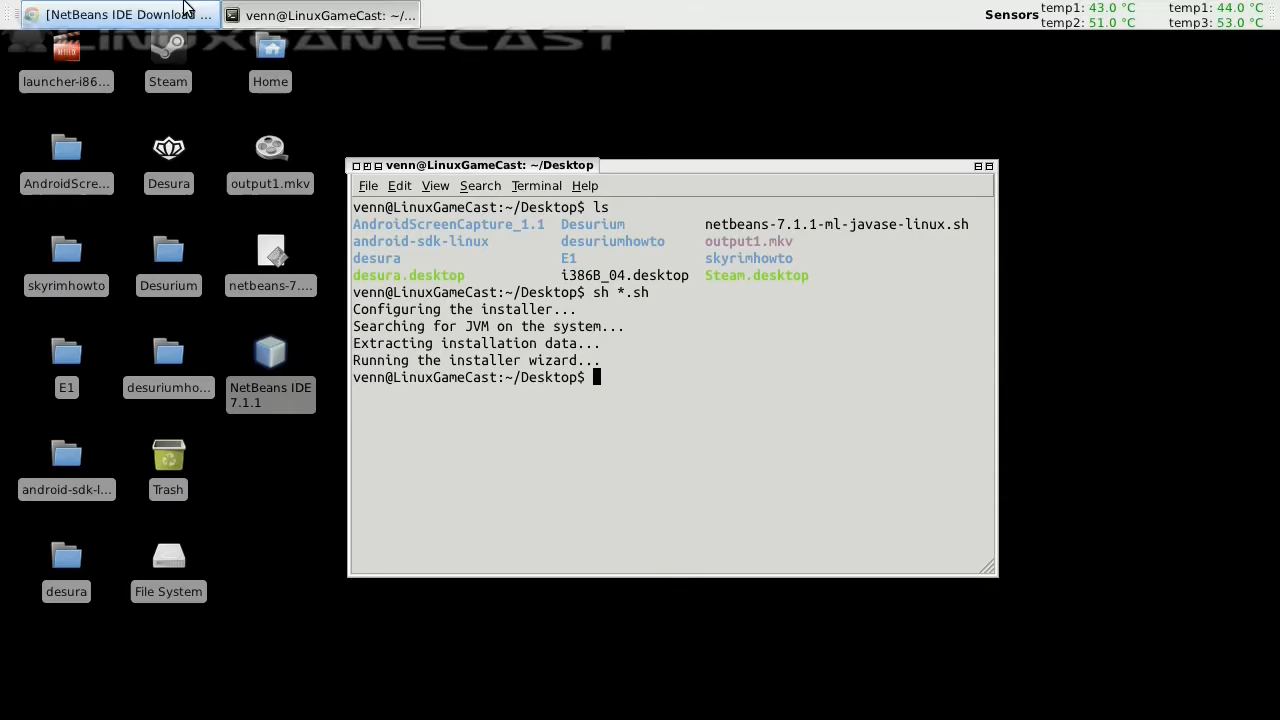 [NetBeans IDE Download ...
venn@LinuxGameCast: ~/...
Sensors
temp1: 43.0 °C
temp1: 44.0 °C
temp2: 51.0 °C
temp3: 53.0 °C
LINUXGAMECAST
launcher-i86...
Steam
Home
AndroidScre...
Desura
output1.mkv
skyrimhowto
Desurium
netbeans-7....
E1
desuriumho...
NetBeans IDE
7.1.1
android-sdk-l...
Trash
desura
File System
venn@LinuxGameCast: ~/Desktop
File Edit View Search Terminal Help
venn@LinuxGameCast:~/Desktop$ ls
AndroidScreenCapture_1.1 Desurium netbeans-7.1.1-ml-javase-linux.sh
android-sdk-linux desuriumhowto output1.mkv
desura E1 skyrimhowto
desura.desktop i386B_04.desktop Steam.desktop
venn@LinuxGameCast:~/Desktop$ sh *.sh
Configuring the installer...
Searching for JVM on the system...
Extracting installation data...
Running the installer wizard...
venn@LinuxGameCast:~/Desktop$